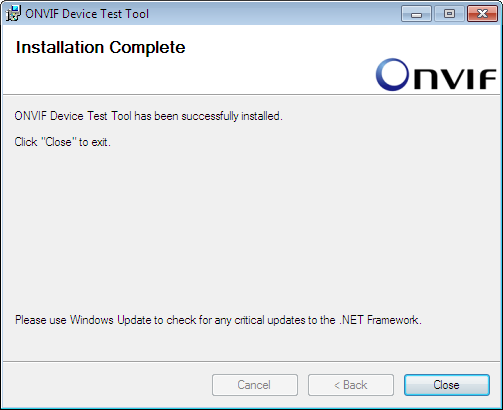 ONVIF Device Test Tool
Installation Complete
ONVIF
ONVIF Device Test Tool has been successfully installed.
Click "Close" to exit.
Please use Windows Update to check for any critical updates to the .NET Framework.
Cancel
< Back
Close